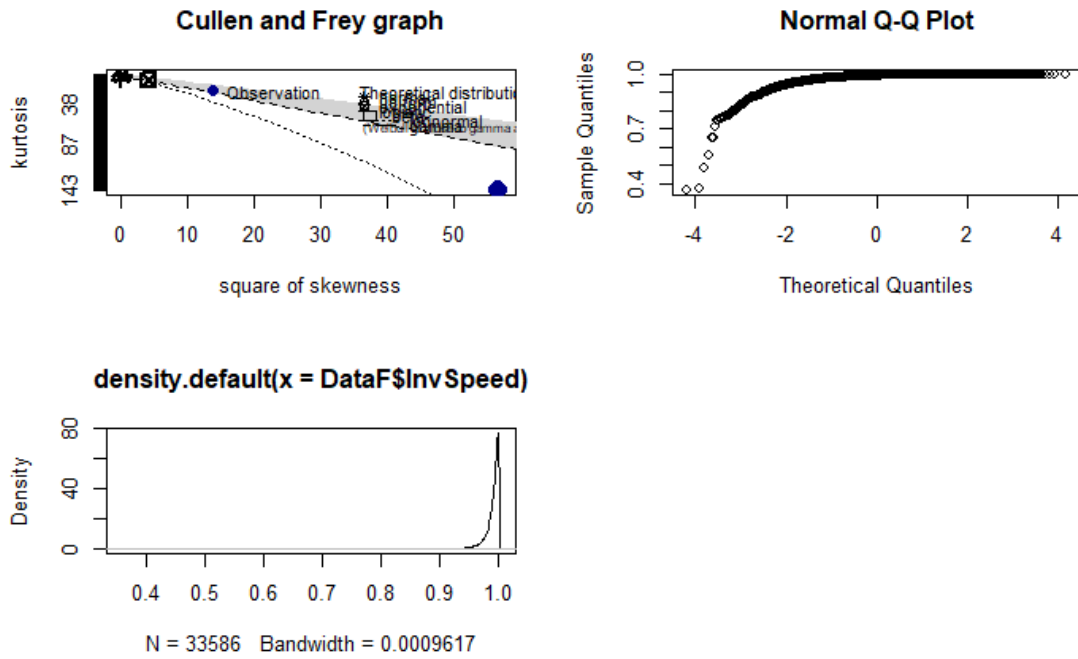 Cullen and Frey graph
kurtosis
38
87
143
Observation
Theoretical distributio
0 10 20 30 40 50
square of skewness
Normal Q-Q Plot
Sample Quantiles
1.0
0.7
0.4
-4 -2 0 2 4
Theoretical Quantiles
density.default(x = DataF$InvSpeed)
Density
80
40
0
0.4 0.5 0.6 0.7 0.8 0.9 1.0
N = 33586 Bandwidth = 0.0009617